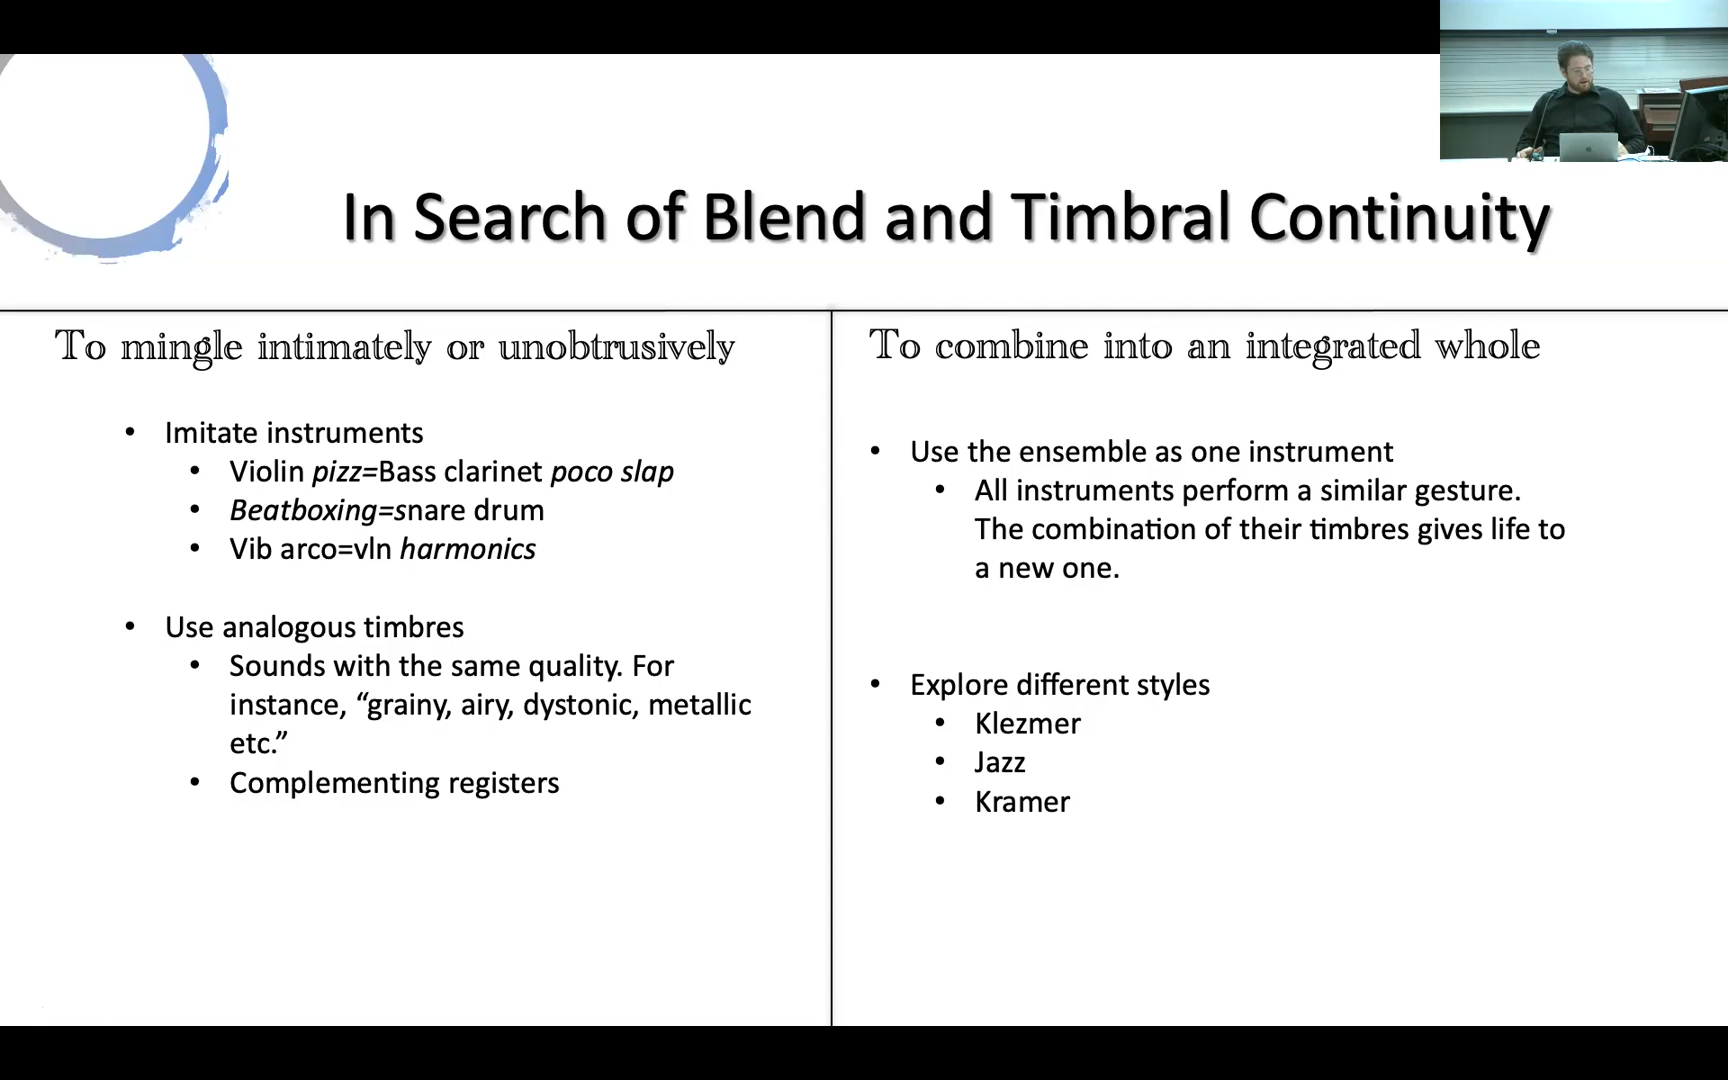 In Search of Blend and Timbral Continuity
To mingle intimately or unobtrusively
• Imitate instruments
• Violin pizz=Bass clarinet poco slap
• Beatboxing=snare drum
• Vib arco=vln harmonics
• Use analogous timbres
• Sounds with the same quality. For
instance, “grainy, airy, dystonic, metallic
etc.”
• Complementing registers
To combine into an integrated whole
• Use the ensemble as one instrument
• All instruments perform a similar gesture.
The combination of their timbres gives life to
a new one.
• Explore different styles
• Klezmer
• Jazz
• Kramer